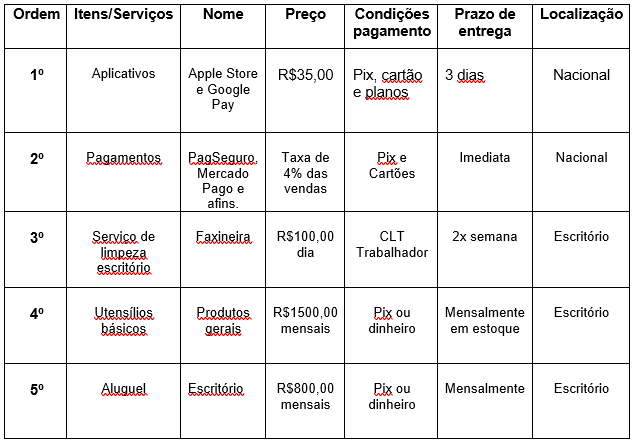 Ordem Itens/Serviços Nome Preço Condições pagamento Prazo de entrega Localização
1º Aplicativos Apple Store e Google Pay R$35,00 Pix, cartão e planos 3 dias Nacional
2º Pagamentos PagSeguro, Mercado Pago e afins. Taxa de 4% das vendas Pix e Cartões Imediata Nacional
3º Serviço de limpeza escritório Faxineira R$100,00 dia CLT Trabalhador 2x semana Escritório
4º Utensílios básicos Produtos gerais R$1500,00 mensais Pix ou dinheiro Mensalmente em estoque Escritório
5º Aluguel Escritório R$800,00 mensais Pix ou dinheiro Mensalmente Escritório